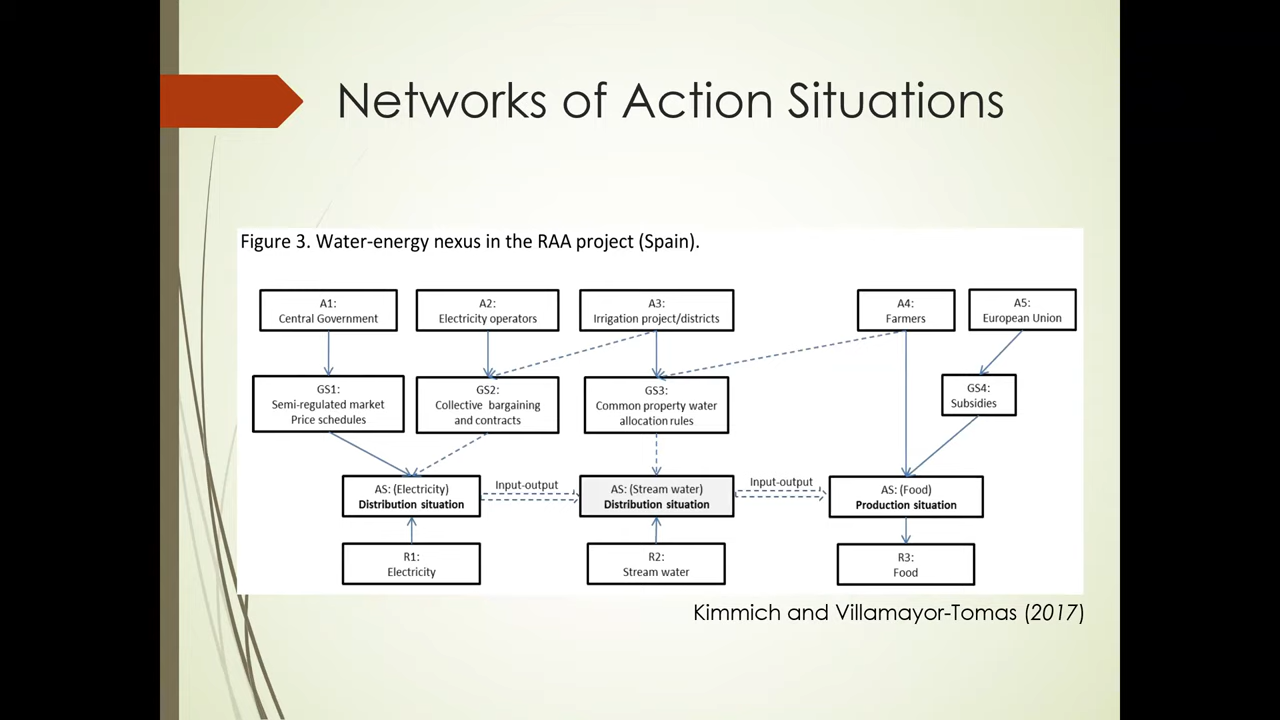 Networks of Action Situations
Figure 3. Water-energy nexus in the RAA project (Spain).
A1:
Central Government
A2:
Electricity operators
A3:
Irrigation project/districts
A4:
Farmers
A5:
European Union
GS1:
Semi-regulated market
Price schedules
GS2:
Collective bargaining
and contracts
GS3:
Common property water
allocation rules
GS4:
Subsidies
AS: (Electricity)
Distribution situation
Input-output
AS: (Stream water)
Distribution situation
Input-output
AS: (Food)
Production situation
R1:
Electricity
R2:
Stream water
R3:
Food
Kimmich and Villamayor-Tomas (2017)